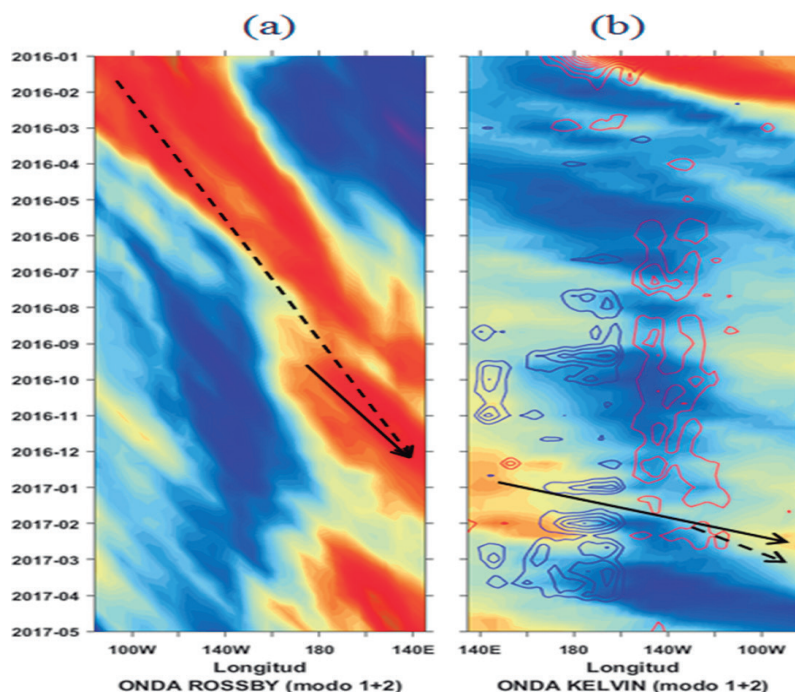 (a)
(b)
2016-01
2016-02
2016-03
2016-04
2016-05
2016-06
2016-07
2016-08
2016-09
2016-10
2016-11
2016-12
2017-01
2017-02
2017-03
2017-04
2017-05
100W 140W 180 140E
140E 180 140W 100W
Longitud
Longitud
ONDA ROSSBY (modo 1+2)
ONDA KELVIN (modo 1+2)